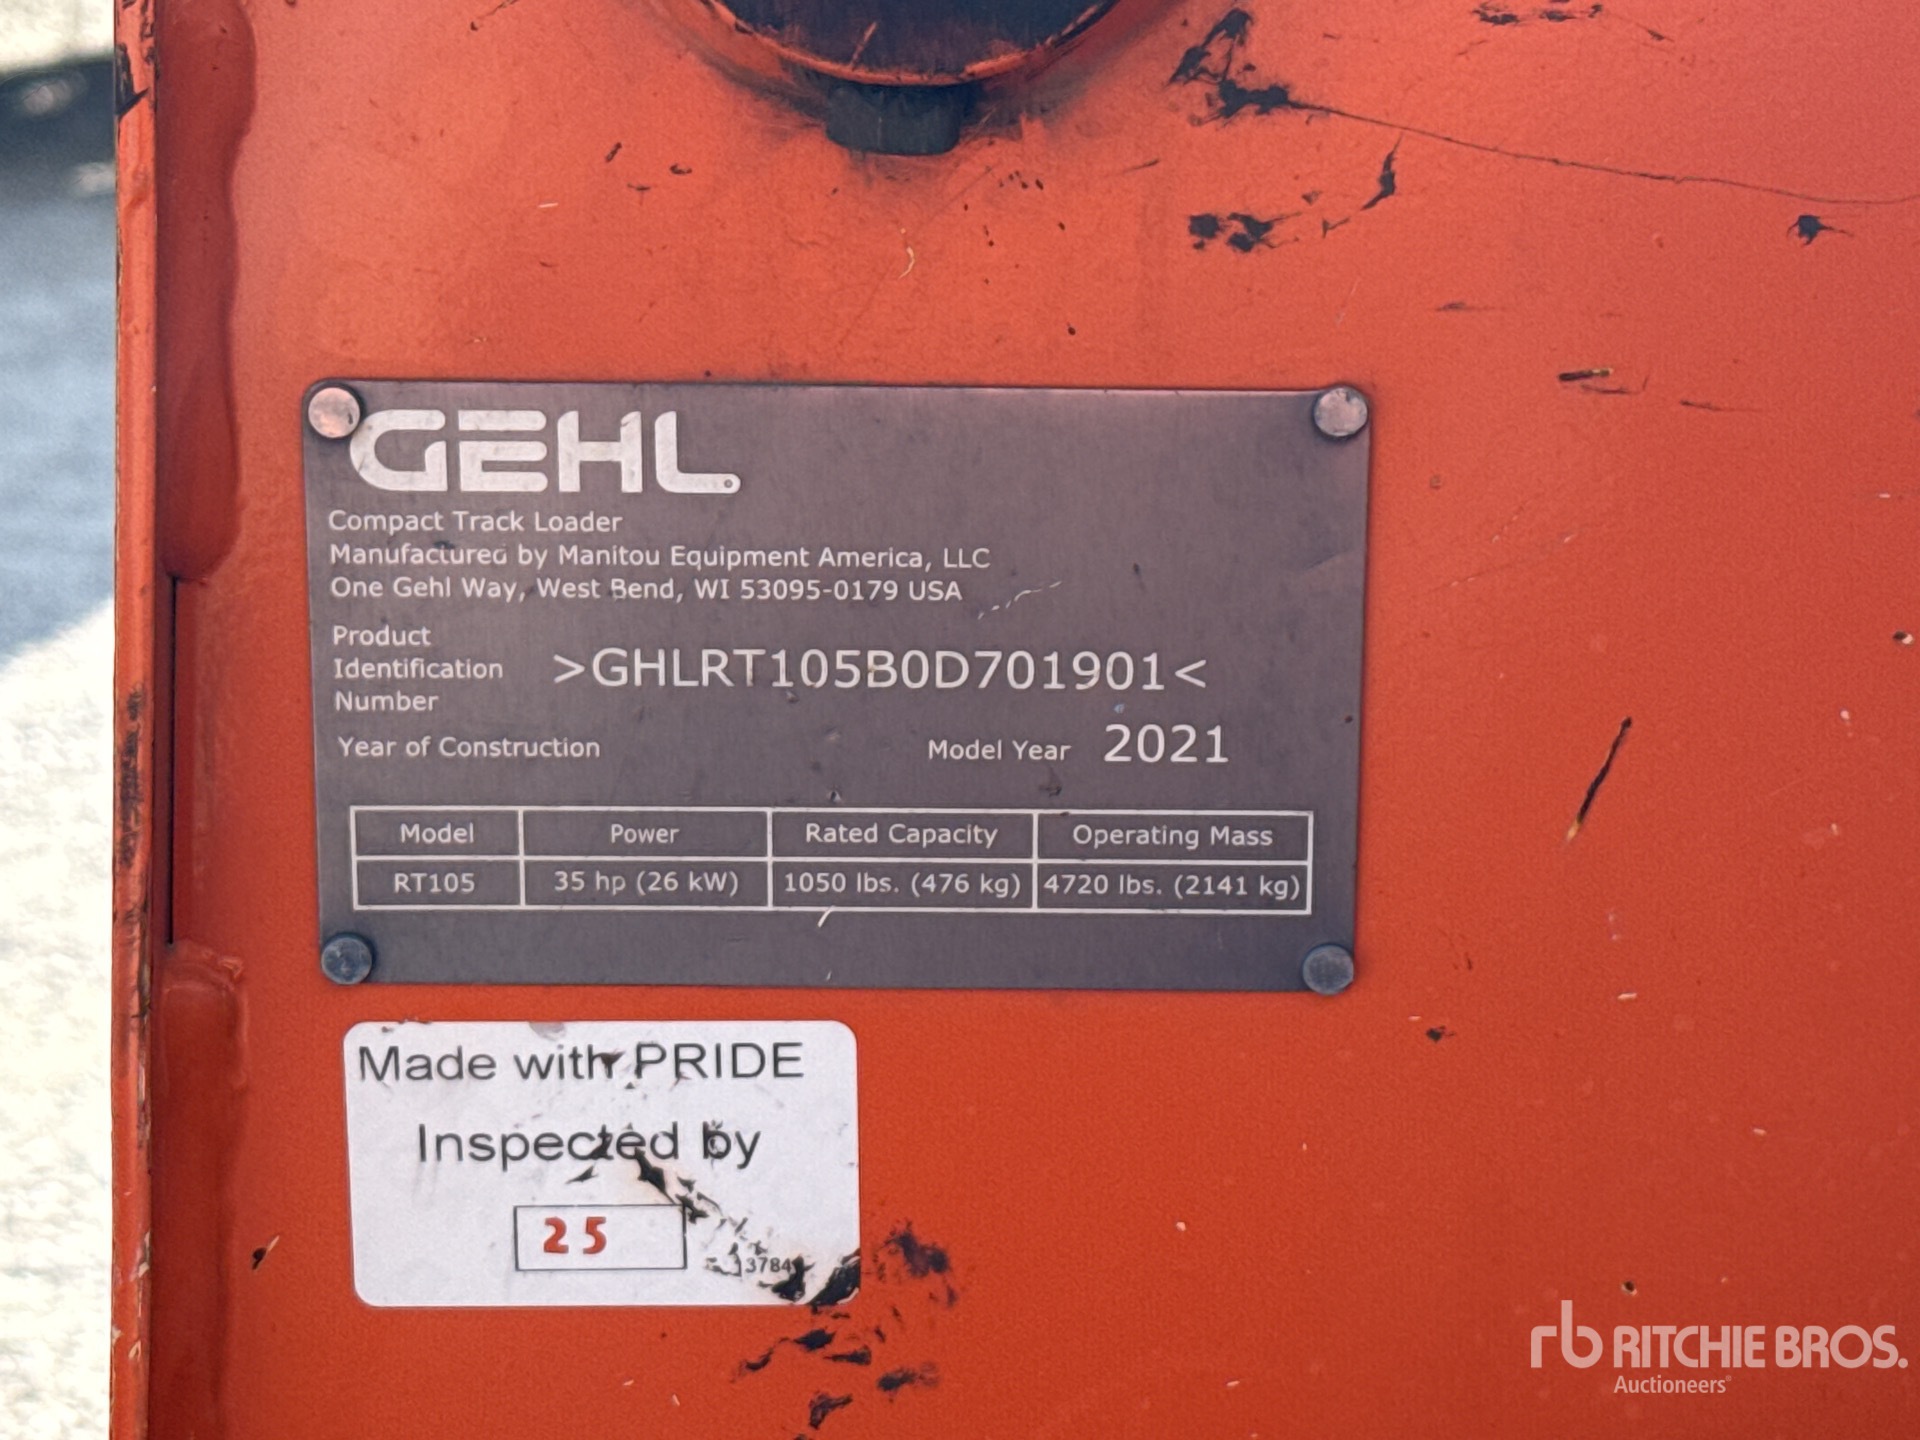 GEHL
Compact Track Loader
Manufactured by Manitou Equipment America, LLC
One Gehl Way, West Bend, WI 53095-0179 USA
Product
Identification
Number
>GHLRT105B0D701901<
Year of Construction
Model Year 2021
Model Power Rated Capacity Operating Mass
RT105 35 hp (26 kW) 1050 lbs. (476 kg) 4720 lbs. (2141 kg)
Made with PRIDE
Inspected by
25
rb RITCHIE BROS.
Auctioneers